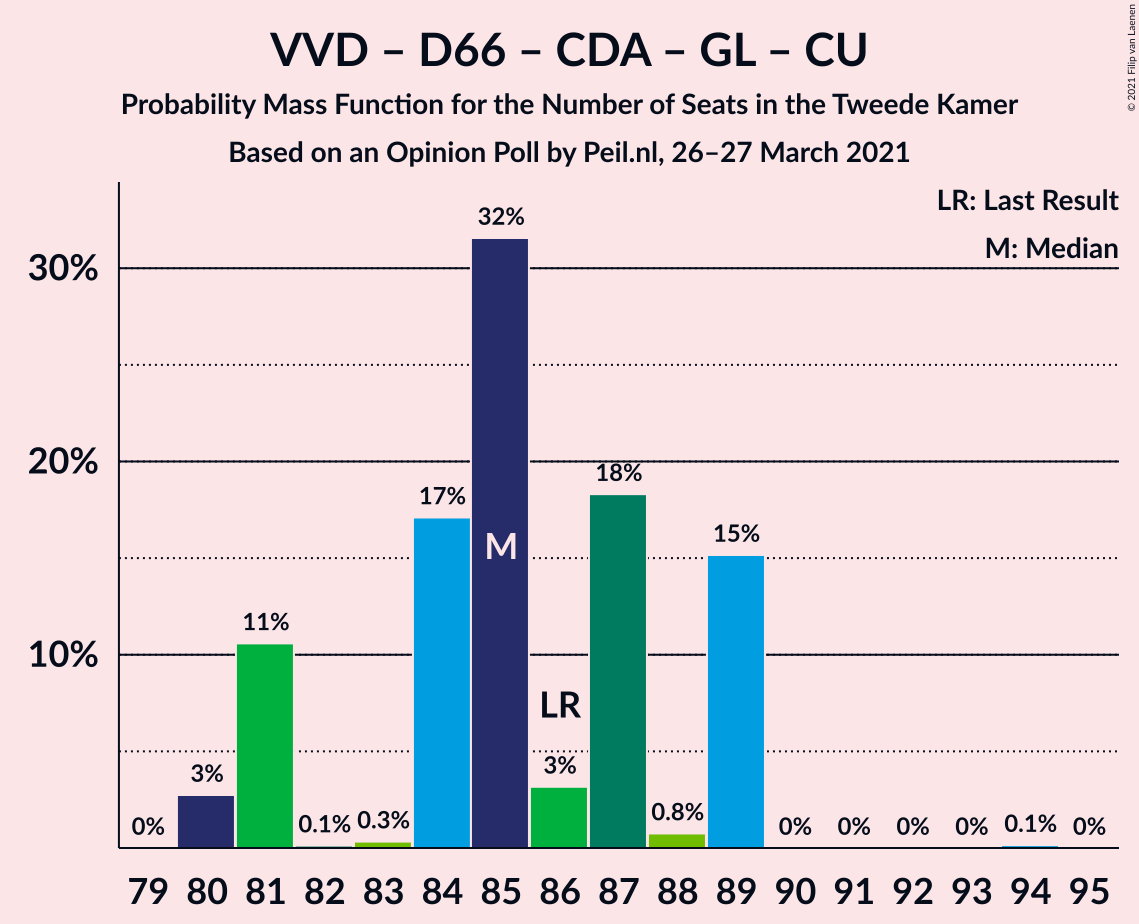 VVD – D66 – CDA – GL – CU
Probability Mass Function for the Number of Seats in the Tweede Kamer
Based on an Opinion Poll by Peil.nl, 26–27 March 2021
© 2021 Filip van Laenen
LR: Last Result
M: Median
30%
20%
10%
0%
3%
11%
0.1%
0.3%
17%
32%
M
LR
3%
18%
0.8%
15%
0%
0%
0%
0%
0.1%
0%
79 80 81 82 83 84 85 86 87 88 89 90 91 92 93 94 95